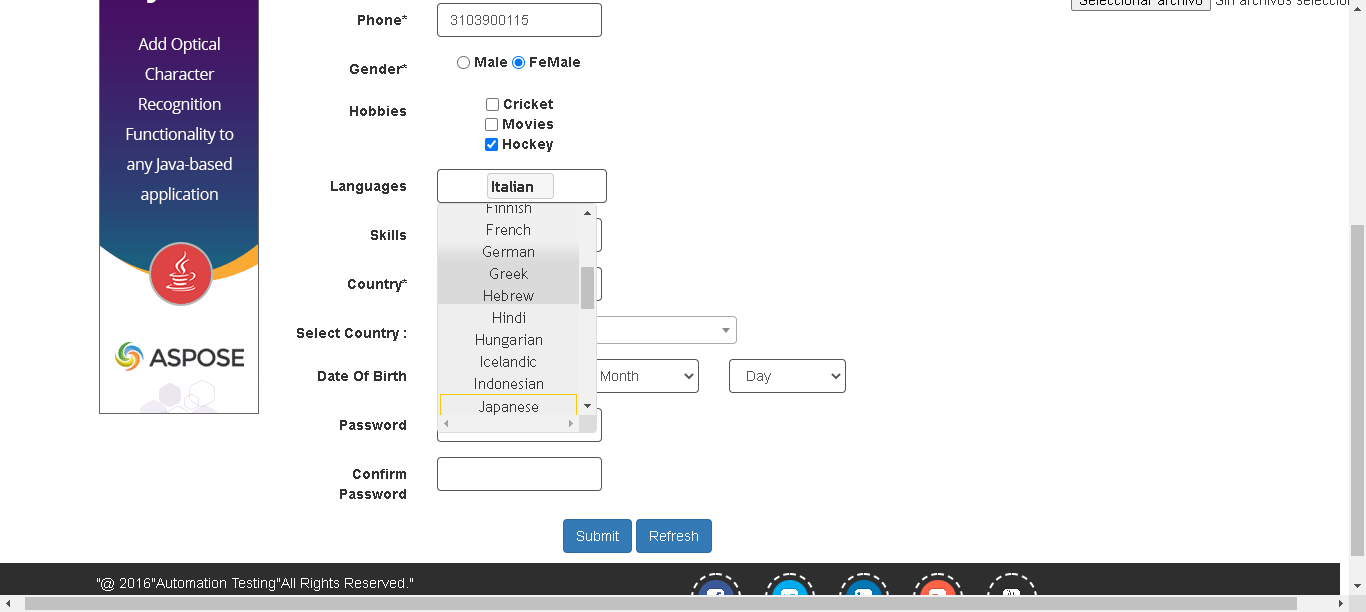 Seleccionar archivo Sin archivos seleccion
Phone*
3103900115
Add Optical
Character
Recognition
Functionality to
any Java-based
application
ASPOSE
Gender*
Male FeMale
Hobbies
Cricket
Movies
Hockey
Languages
Italian
Finnish
French
German
Greek
Hebrew
Hindi
Hungarian
Icelandic
Indonesian
Japanese
Skills
Country*
Select Country :
Date Of Birth
Month
Day
Password
Confirm
Password
Submit Refresh
"@ 2016"Automation Testing"All Rights Reserved."